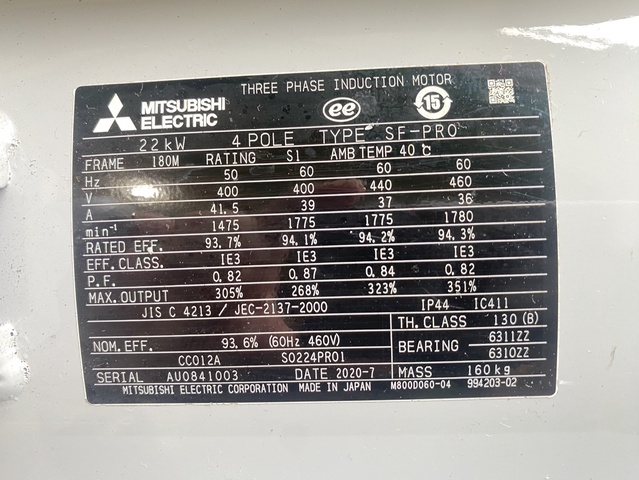 THREE PHASE INDUCTION MOTOR
MITSUBISHI ELECTRIC
ee
15
22kW 4 POLE TYPE SF-PRO
FRAME 180M RATING S1 AMB TEMP 40℃
Hz 50 60 60 60
V 400 400 440 460
A 41.5 39 37 36
min⁻¹ 1475 1775 1775 1780
RATED EFF. 93.7% 94.1% 94.2% 94.3%
EFF. CLASS. IE3 IE3 IE3 IE3
P.F. 0.82 0.87 0.84 0.82
MAX. OUTPUT 305% 268% 323% 351%
JIS C 4213 / JEC-2137-2000 IP44 IC411
TH. CLASS 130 (B)
NOM. EFF. 93.6% (60Hz 460V)
BEARING 6311ZZ
6310ZZ
CC012A S0224PR01
SERIAL AU0841003 DATE 2020-7 MASS 160kg
MITSUBISHI ELECTRIC CORPORATION MADE IN JAPAN M800D060-04 994203-02